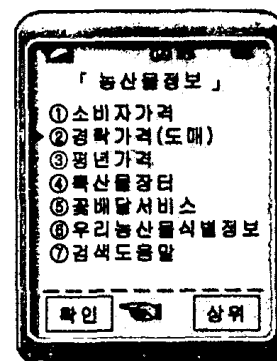 「 농산물정보 」
①소비자가격
②경락가격(도매)
③평년가격
④특산물장터
⑤꽃배달서비스
⑥우리농산물식별정보
⑦검색도움말
확인 상위